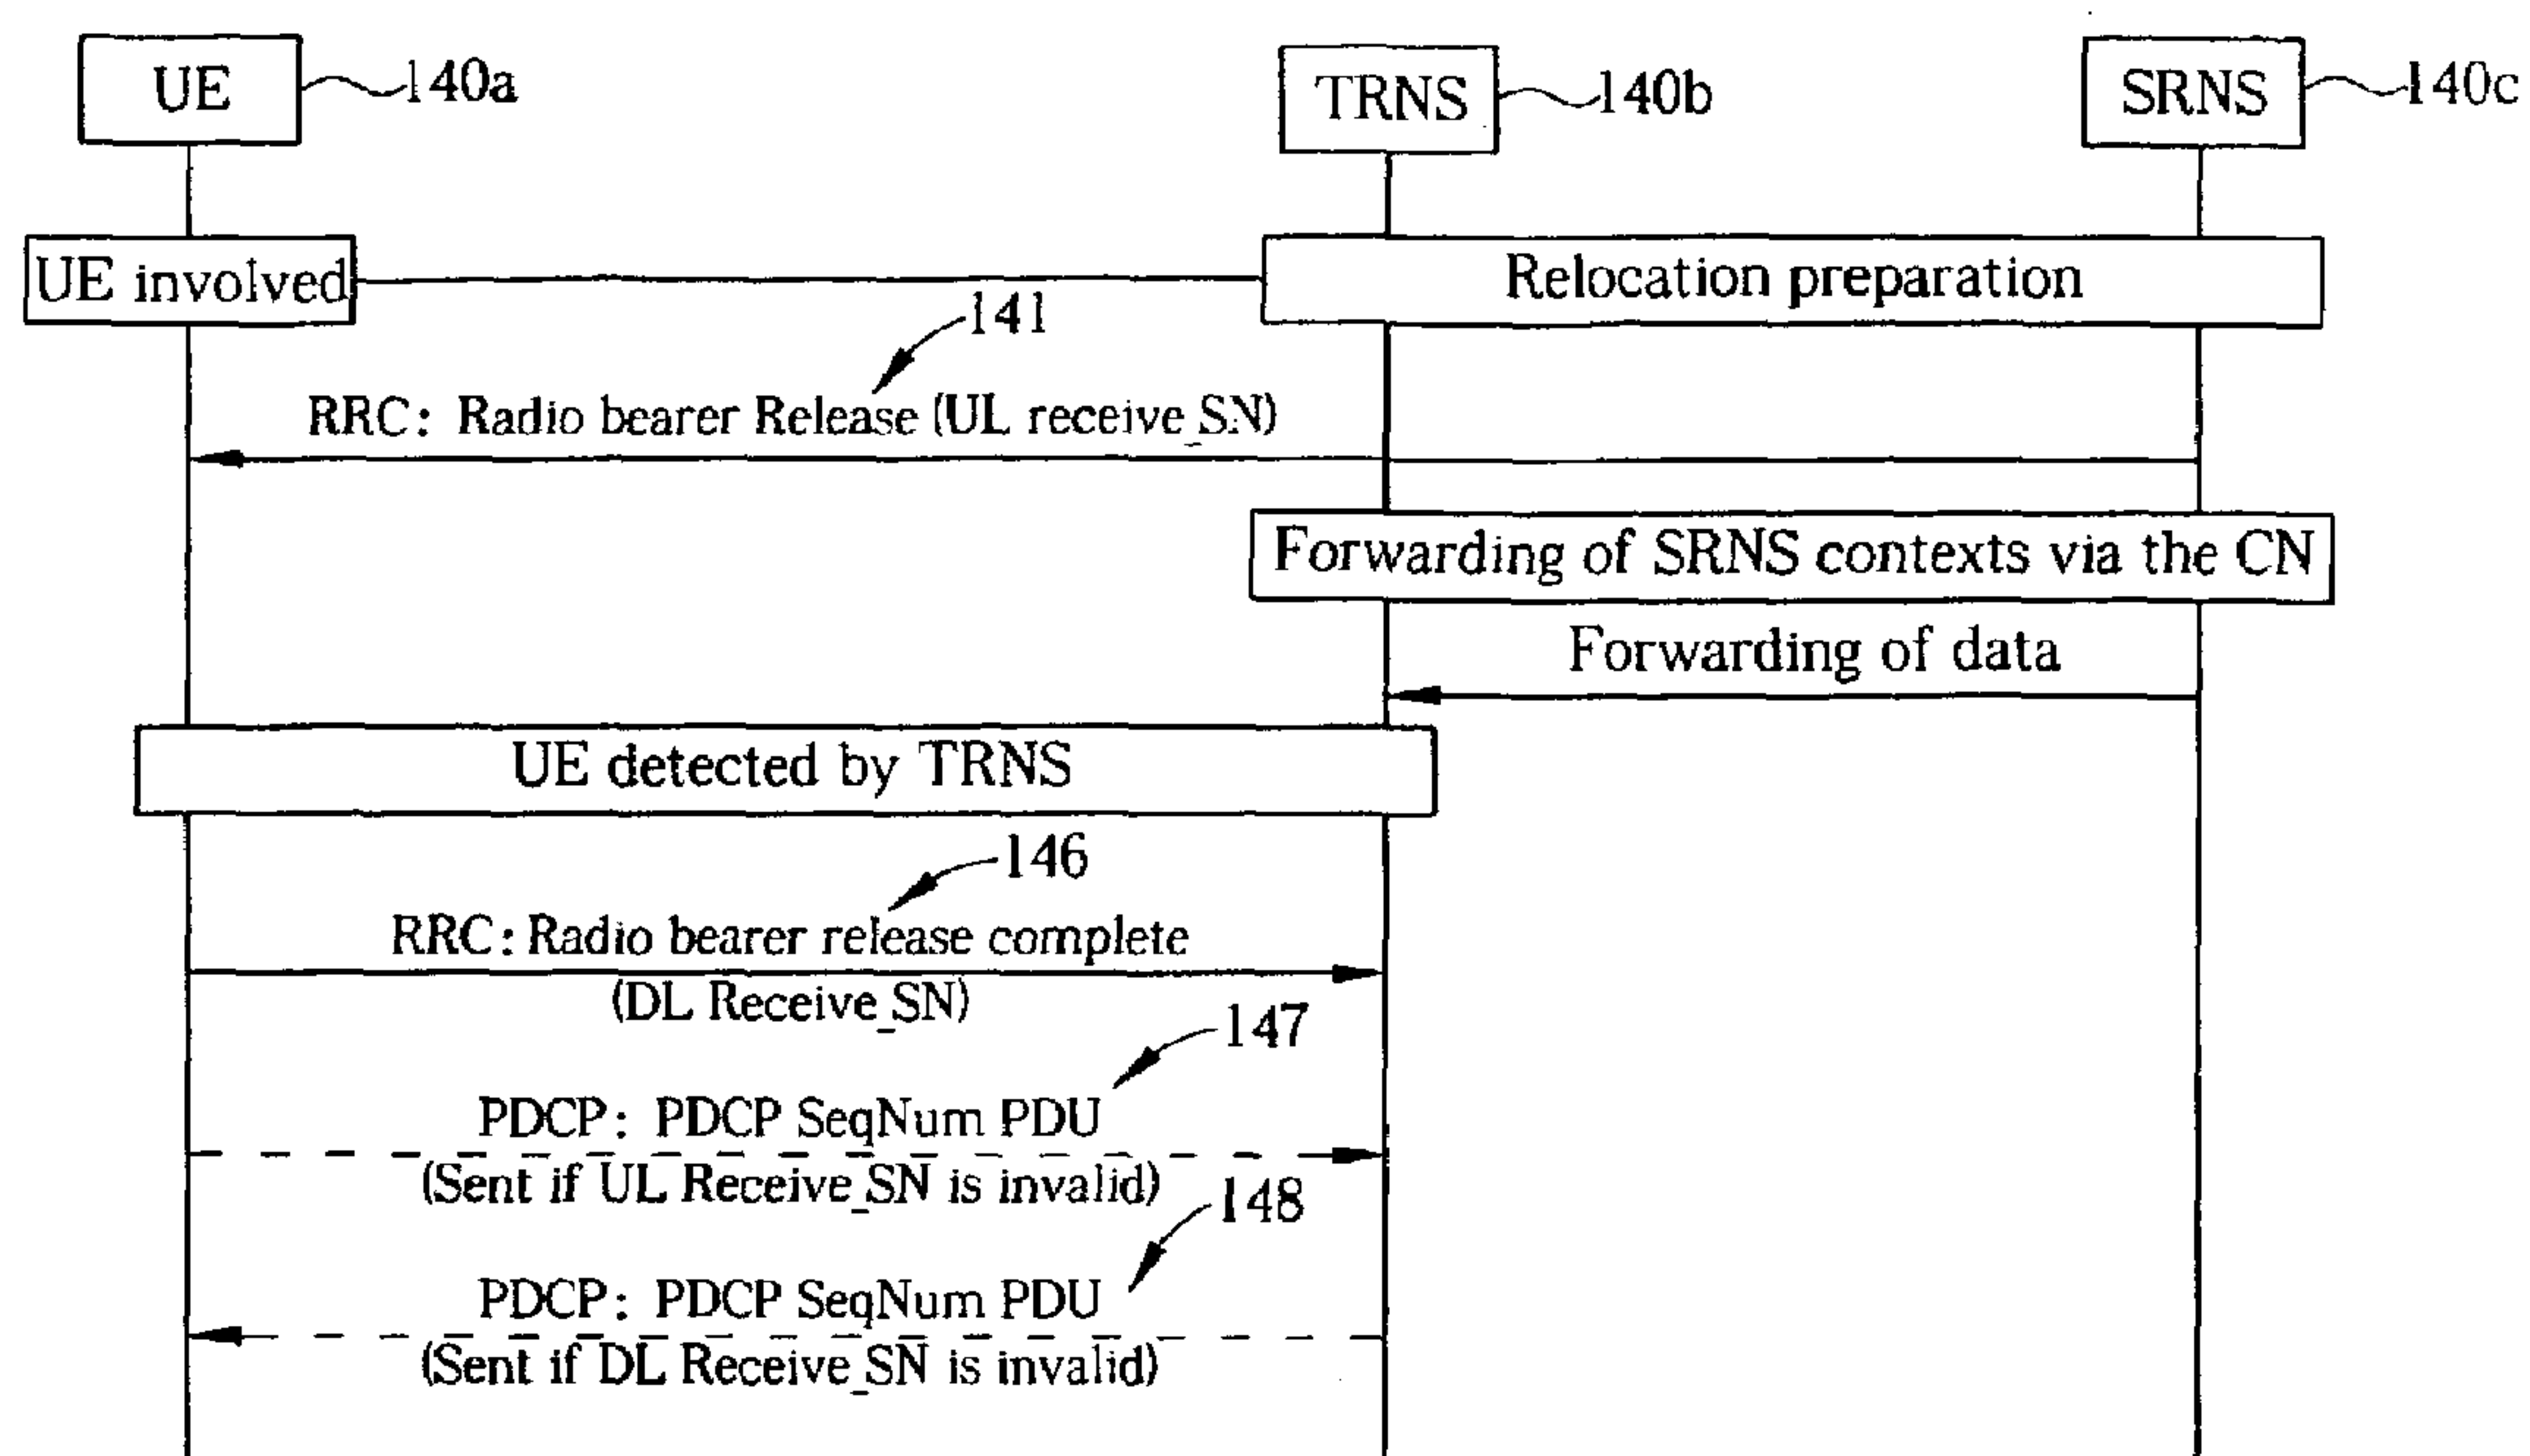 UE
140a
TRNS
140b
SRNS
140c
UE involved
Relocation preparation
141
RRC: Radio bearer Release (UL receive_SN)
Forwarding of SRNS contexts via the CN
Forwarding of data
UE detected by TRNS
146
RRC: Radio bearer release complete
(DL Receive_SN)
147
PDCP: PDCP SeqNum PDU
(Sent if UL Receive_SN is invalid)
148
PDCP: PDCP SeqNum PDU
(Sent if DL Receive_SN is invalid)